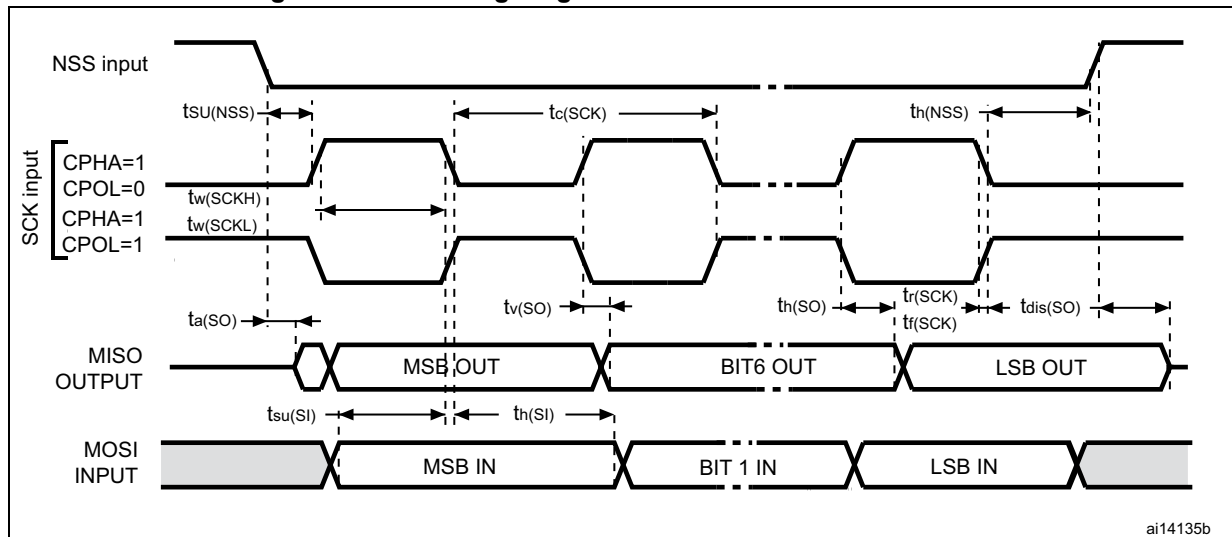 NSS input
tSU(NSS)
tc(SCK)
th(NSS)
SCK input
CPHA=1
CPOL=0
tw(SCKH)
CPHA=1
tw(SCKL)
CPOL=1
ta(SO)
tv(SO)
th(SO)
tr(SCK)
tf(SCK)
tdis(SO)
MISO
OUTPUT
MSB OUT
BIT6 OUT
LSB OUT
tsu(SI)
th(SI)
MOSI
INPUT
MSB IN
BIT 1 IN
LSB IN
ai14135b